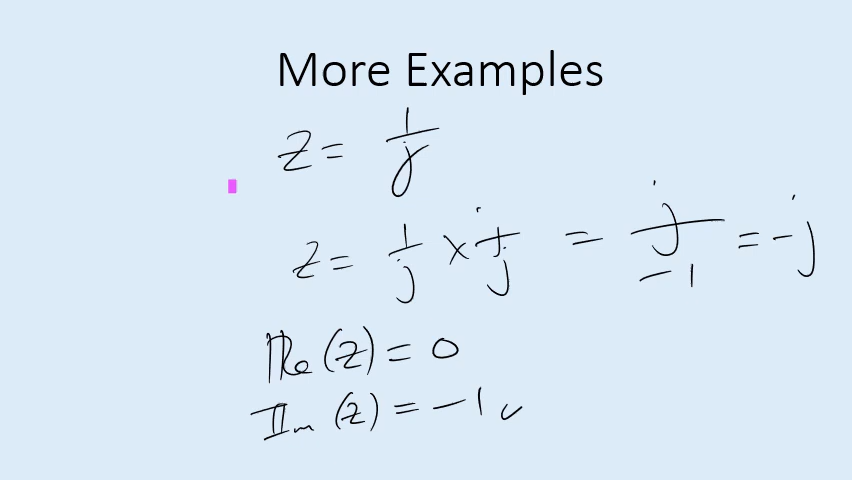 More Examples
z = 1/j
z = 1/j × j/j = j/-1 = -j
Re(z) = 0
Im(z) = -1